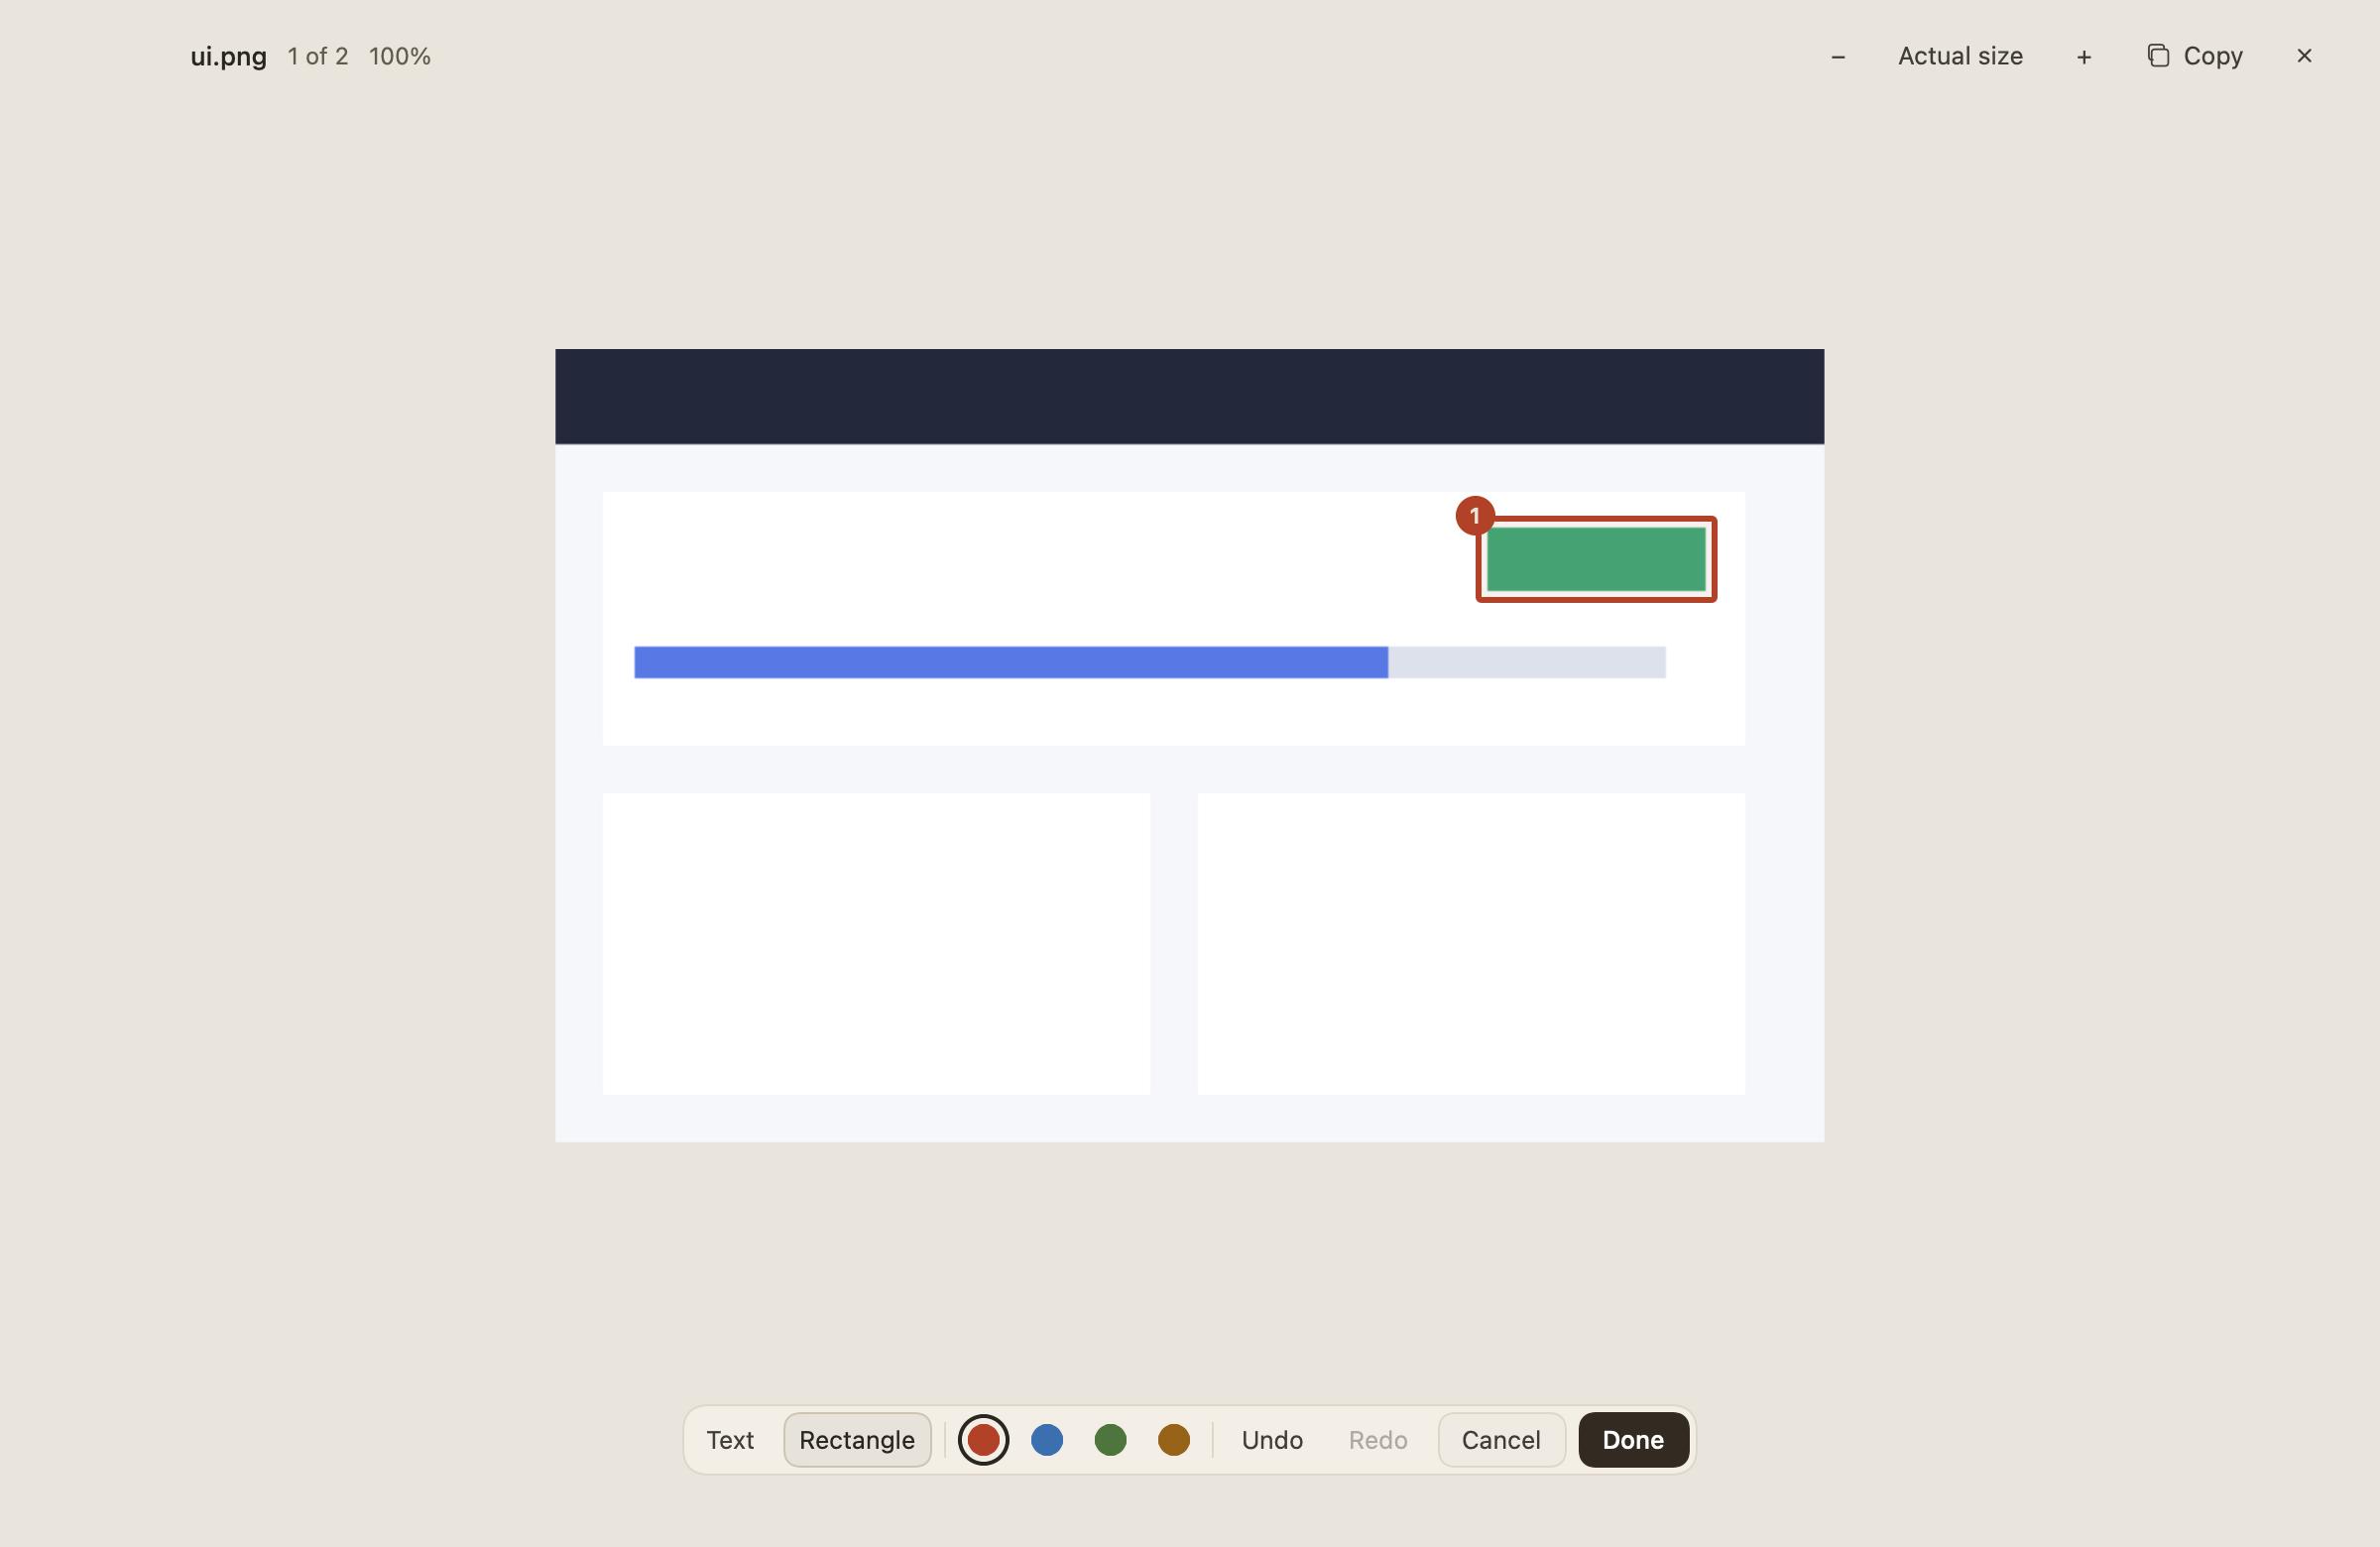 ui.png 1 of 2 100% − Actual size + Copy ×
1
Text Rectangle Undo Redo Cancel Done